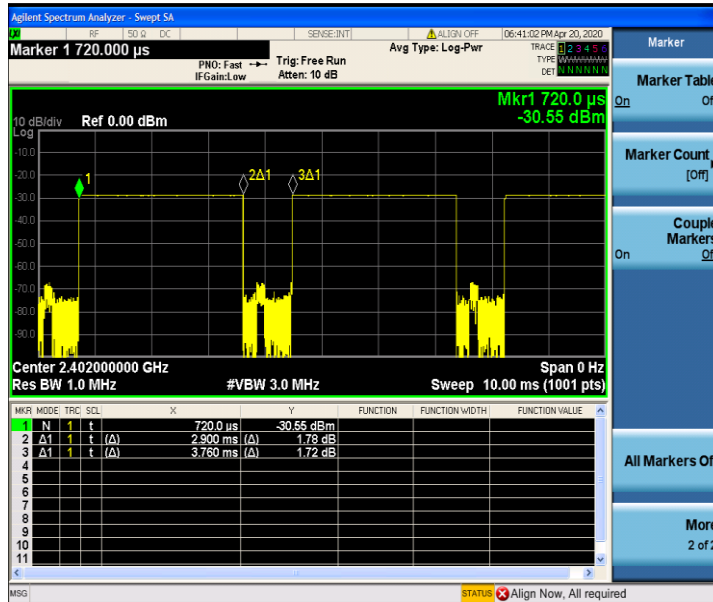 Agilent Spectrum Analyzer - Swept SA
RF 50 Ω DC SENSE:INT ALIGN OFF 06:41:02 PM Apr 20, 2020
Marker 1 720.000 µs Avg Type: Log-Pwr TRACE 1 2 3 4 5 6
PNO: Fast Trig: Free Run TYPE
IFGain:Low Atten: 10 dB DET N N N N N N
Mkr1 720.0 µs
10 dB/div Ref 0.00 dBm -30.55 dBm
Log
-10.0
-20.0
1 2Δ1 3Δ1
-30.0
-40.0
-50.0
-60.0
-70.0
-80.0
-90.0
Center 2.402000000 GHz Span 0 Hz
Res BW 1.0 MHz #VBW 3.0 MHz Sweep 10.00 ms (1001 pts)
MKR MODE TRC SCL X Y FUNCTION FUNCTION WIDTH FUNCTION VALUE
1 N 1 t 720.0 µs -30.55 dBm
2 Δ1 1 t (Δ) 2.900 ms (Δ) 1.78 dB
3 Δ1 1 t (Δ) 3.760 ms (Δ) 1.72 dB
4
5
6
7
8
9
10
11
MSG STATUS Align Now, All required
Marker
Marker Table
On Of
Marker Count
[Off]
Couple
Markers
On Of
All Markers Of
More
2 of 2